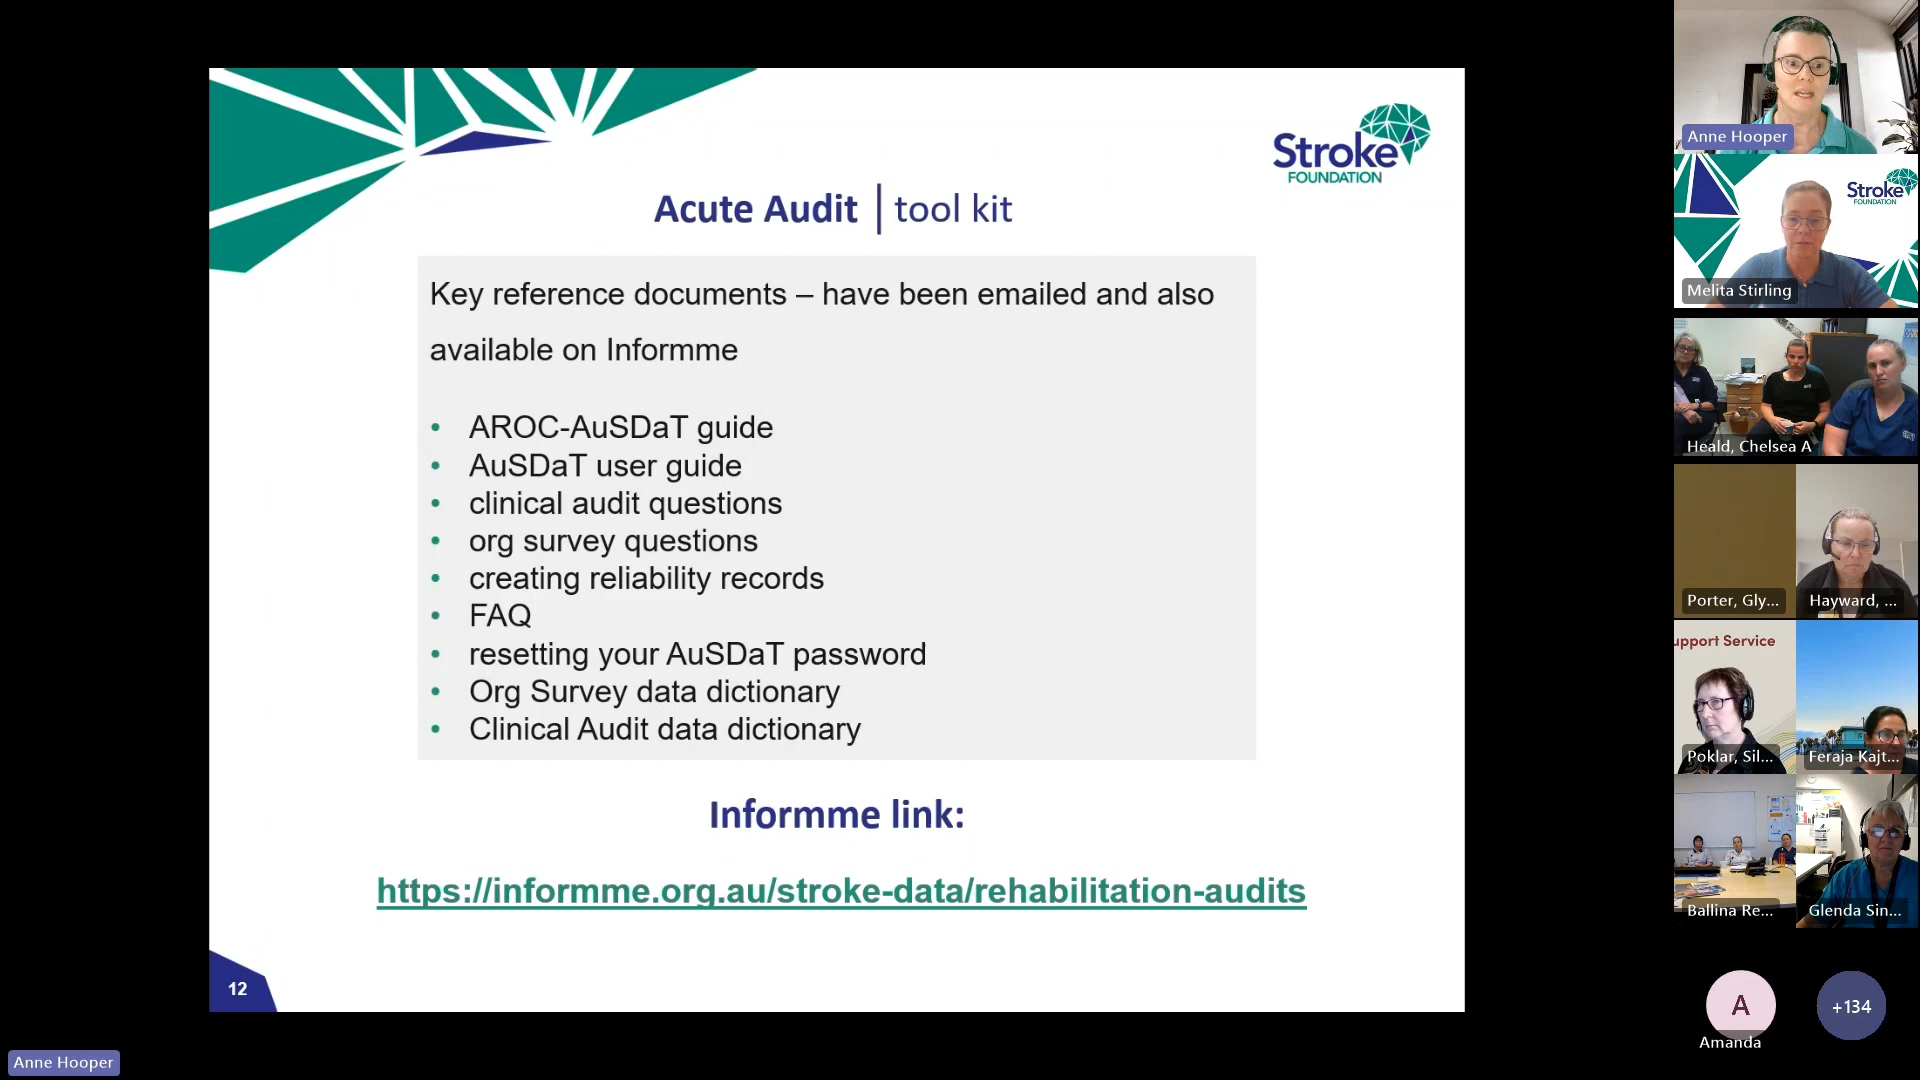 Stroke
FOUNDATION
Acute Audit | tool kit
Key reference documents – have been emailed and also
available on Informme
• AROC-AuSDaT guide
• AuSDaT user guide
• clinical audit questions
• org survey questions
• creating reliability records
• FAQ
• resetting your AuSDaT password
• Org Survey data dictionary
• Clinical Audit data dictionary
Informme link:
https://informme.org.au/stroke-data/rehabilitation-audits
12
Anne Hooper
Anne Hooper
Stroke
FOUNDATION
Melita Stirling
Heald, Chelsea A
Porter, Gly...
Hayward, ...
upport Service
Poklar, Sil...
Feraja Kajt...
Ballina Re...
Glenda Sin...
A
Amanda
+134